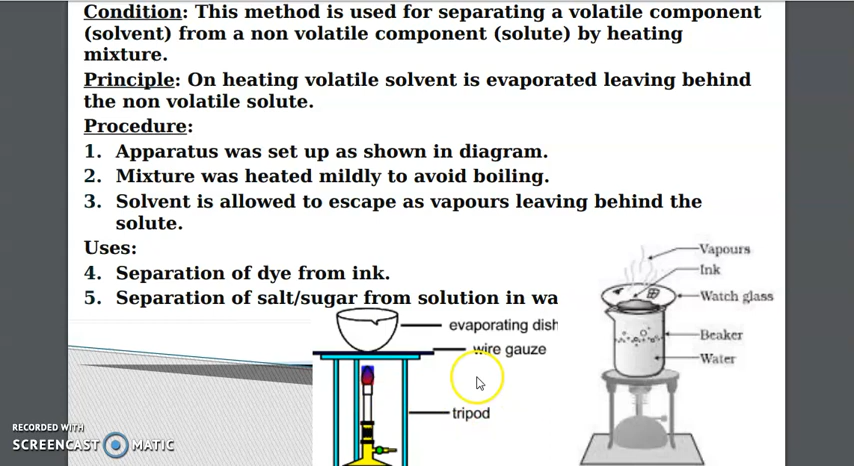 Condition: This method is used for separating a volatile component
(solvent) from a non volatile component (solute) by heating
mixture.
Principle: On heating volatile solvent is evaporated leaving behind
the non volatile solute.
Procedure:
1. Apparatus was set up as shown in diagram.
2. Mixture was heated mildly to avoid boiling.
3. Solvent is allowed to escape as vapours leaving behind the
solute.
Uses:
4. Separation of dye from ink.
5. Separation of salt/sugar from solution in wa
evaporating dish
wire gauze
tripod
Vapours
Ink
Watch glass
Beaker
Water
RECORDED WITH
SCREENCAST MATIC